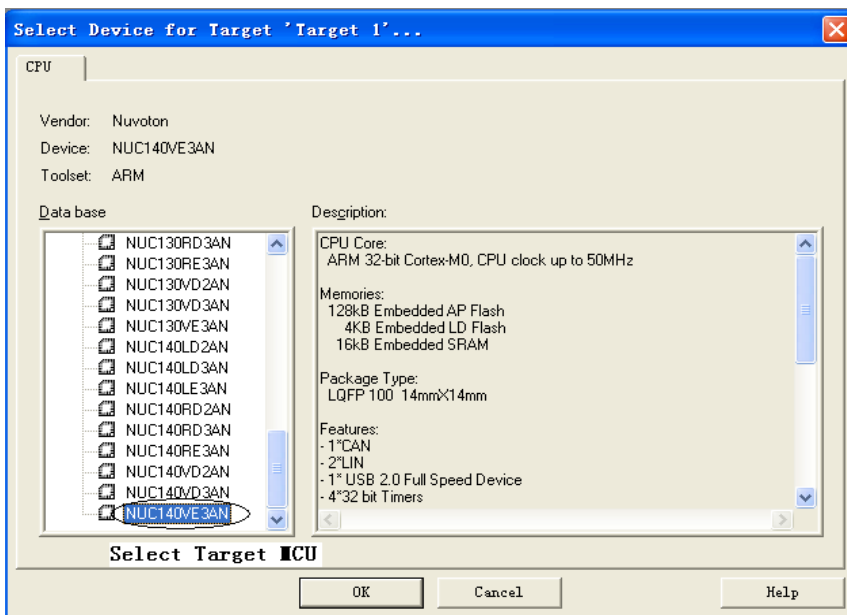 Select Device for Target 'Target 1'...
CPU
Vendor: Nuvoton
Device: NUC140VE3AN
Toolset: ARM
Data base
NUC130RD3AN
NUC130RE3AN
NUC130VD2AN
NUC130VD3AN
NUC130VE3AN
NUC140LD2AN
NUC140LD3AN
NUC140LE3AN
NUC140RD2AN
NUC140RD3AN
NUC140RE3AN
NUC140VD2AN
NUC140VD3AN
NUC140VE3AN
Description:
CPU Core:
ARM 32-bit Cortex-M0, CPU clock up to 50MHz
Memories:
128kB Embedded AP Flash
4KB Embedded LD Flash
16kB Embedded SRAM
Package Type:
LQFP 100 14mmX14mm
Features:
- 1*CAN
- 2*LIN
- 1* USB 2.0 Full Speed Device
- 4*32 bit Timers
Select Target MCU
OK
Cancel
Help